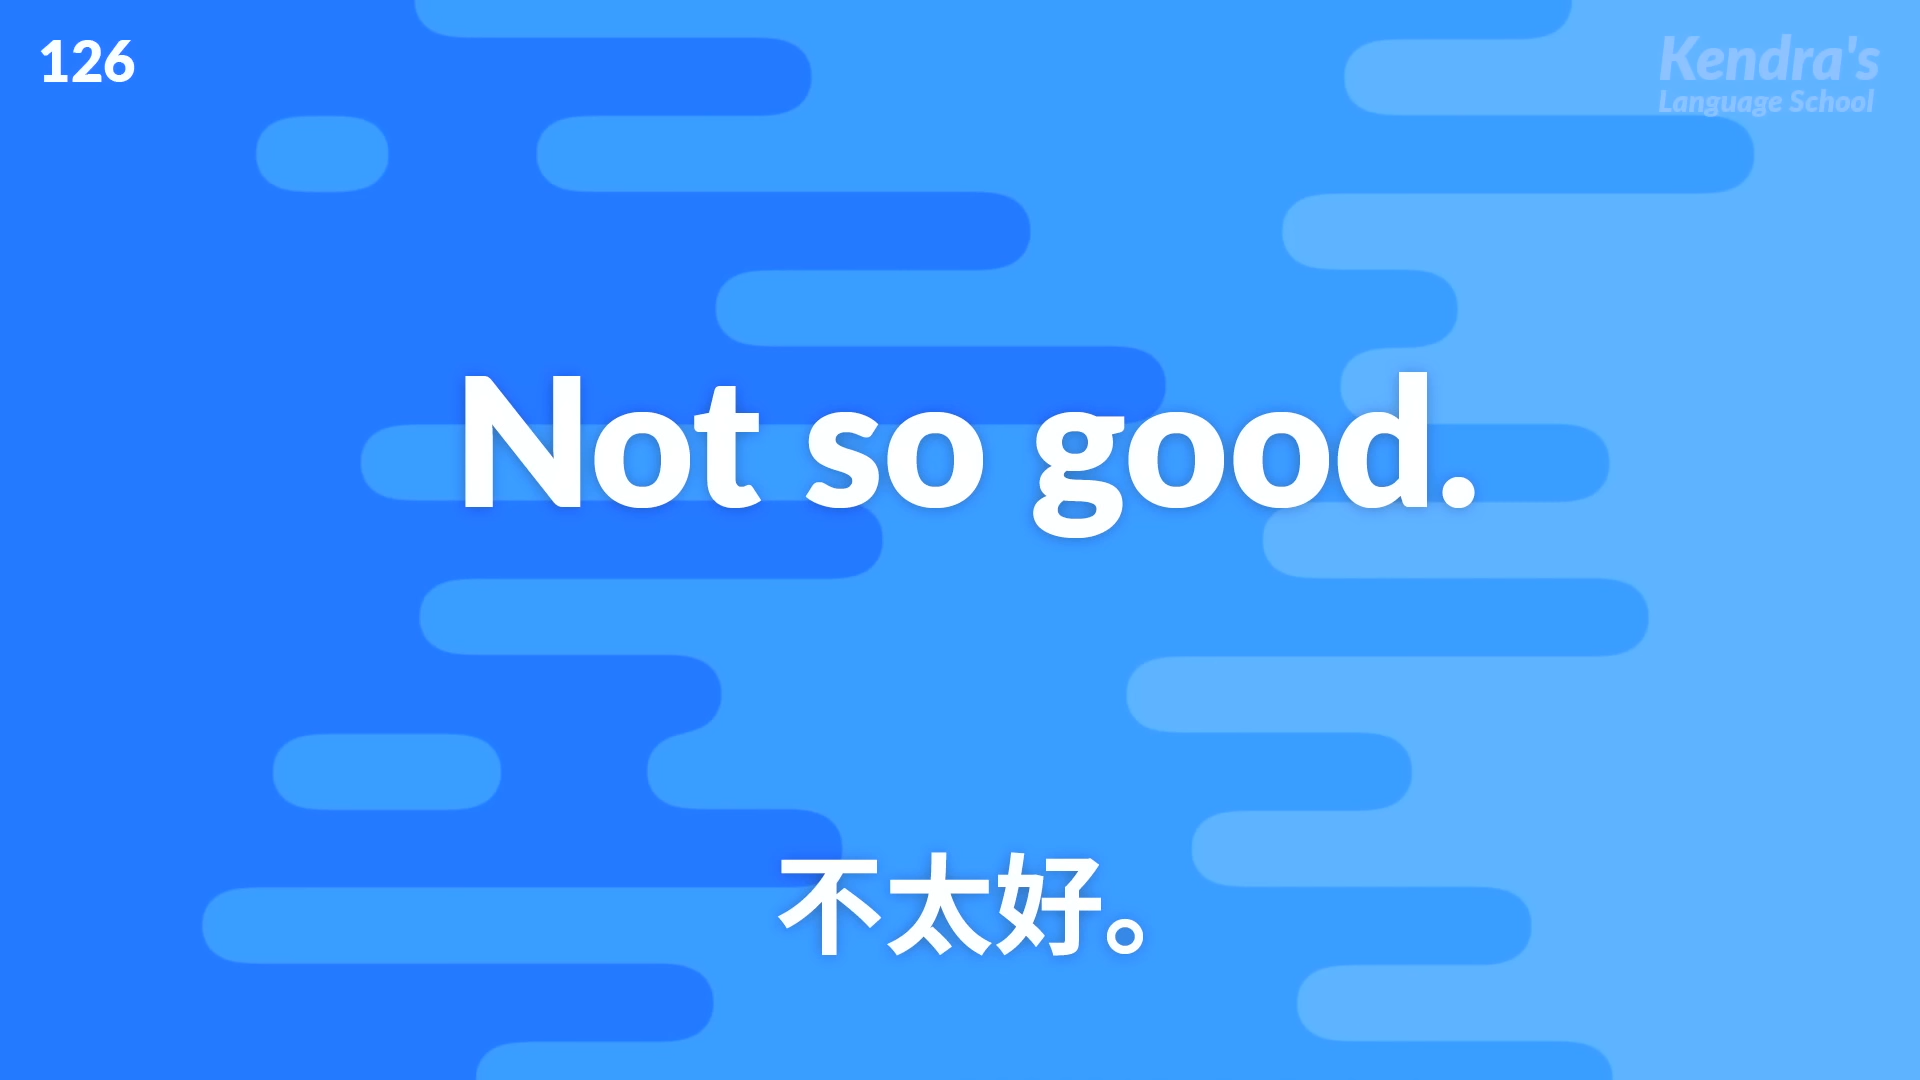 126
Kendra's
Language School
Not so good.
不太好。